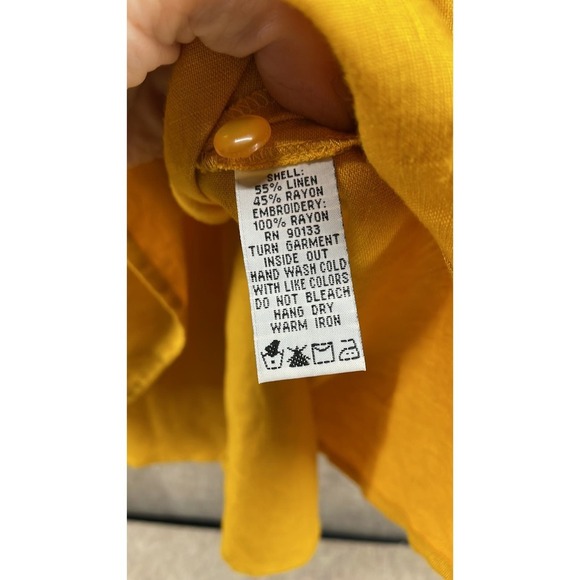 SHELL:
55% LINEN
45% RAYON
EMBROIDERY:
100% RAYON
RN 90133
TURN GARMENT
INSIDE OUT
HAND WASH COLD
WITH LIKE COLORS
DO NOT BLEACH
HANG DRY
WARM IRON